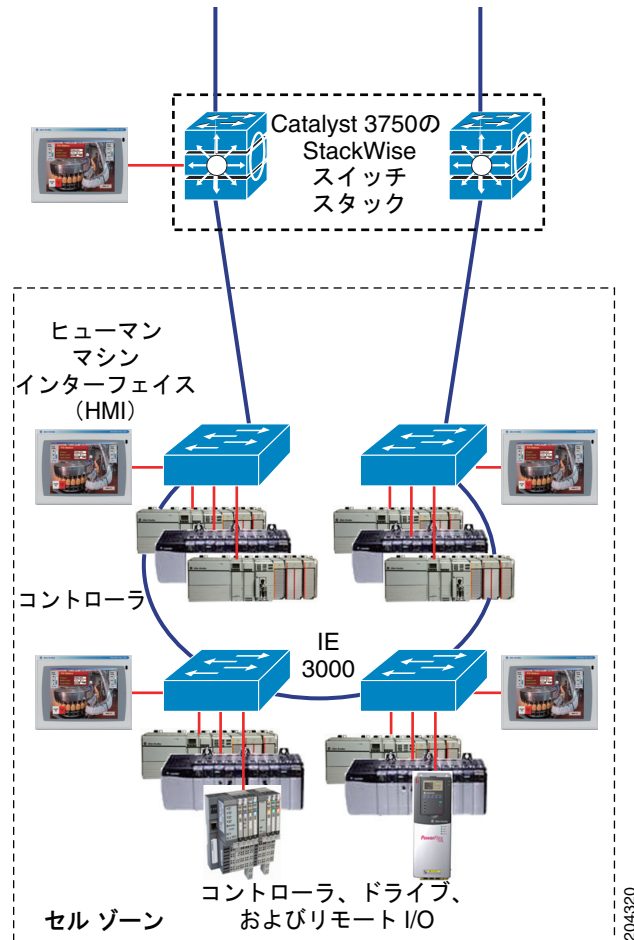 Catalyst 3750の
StackWise
スイッチ
スタック
ヒューマン
マシン
インターフェイス
（HMI）
コントローラ
IE
3000
PowerFlex
コントローラ、ドライブ、
およびリモート I/O
セル ゾーン
204320